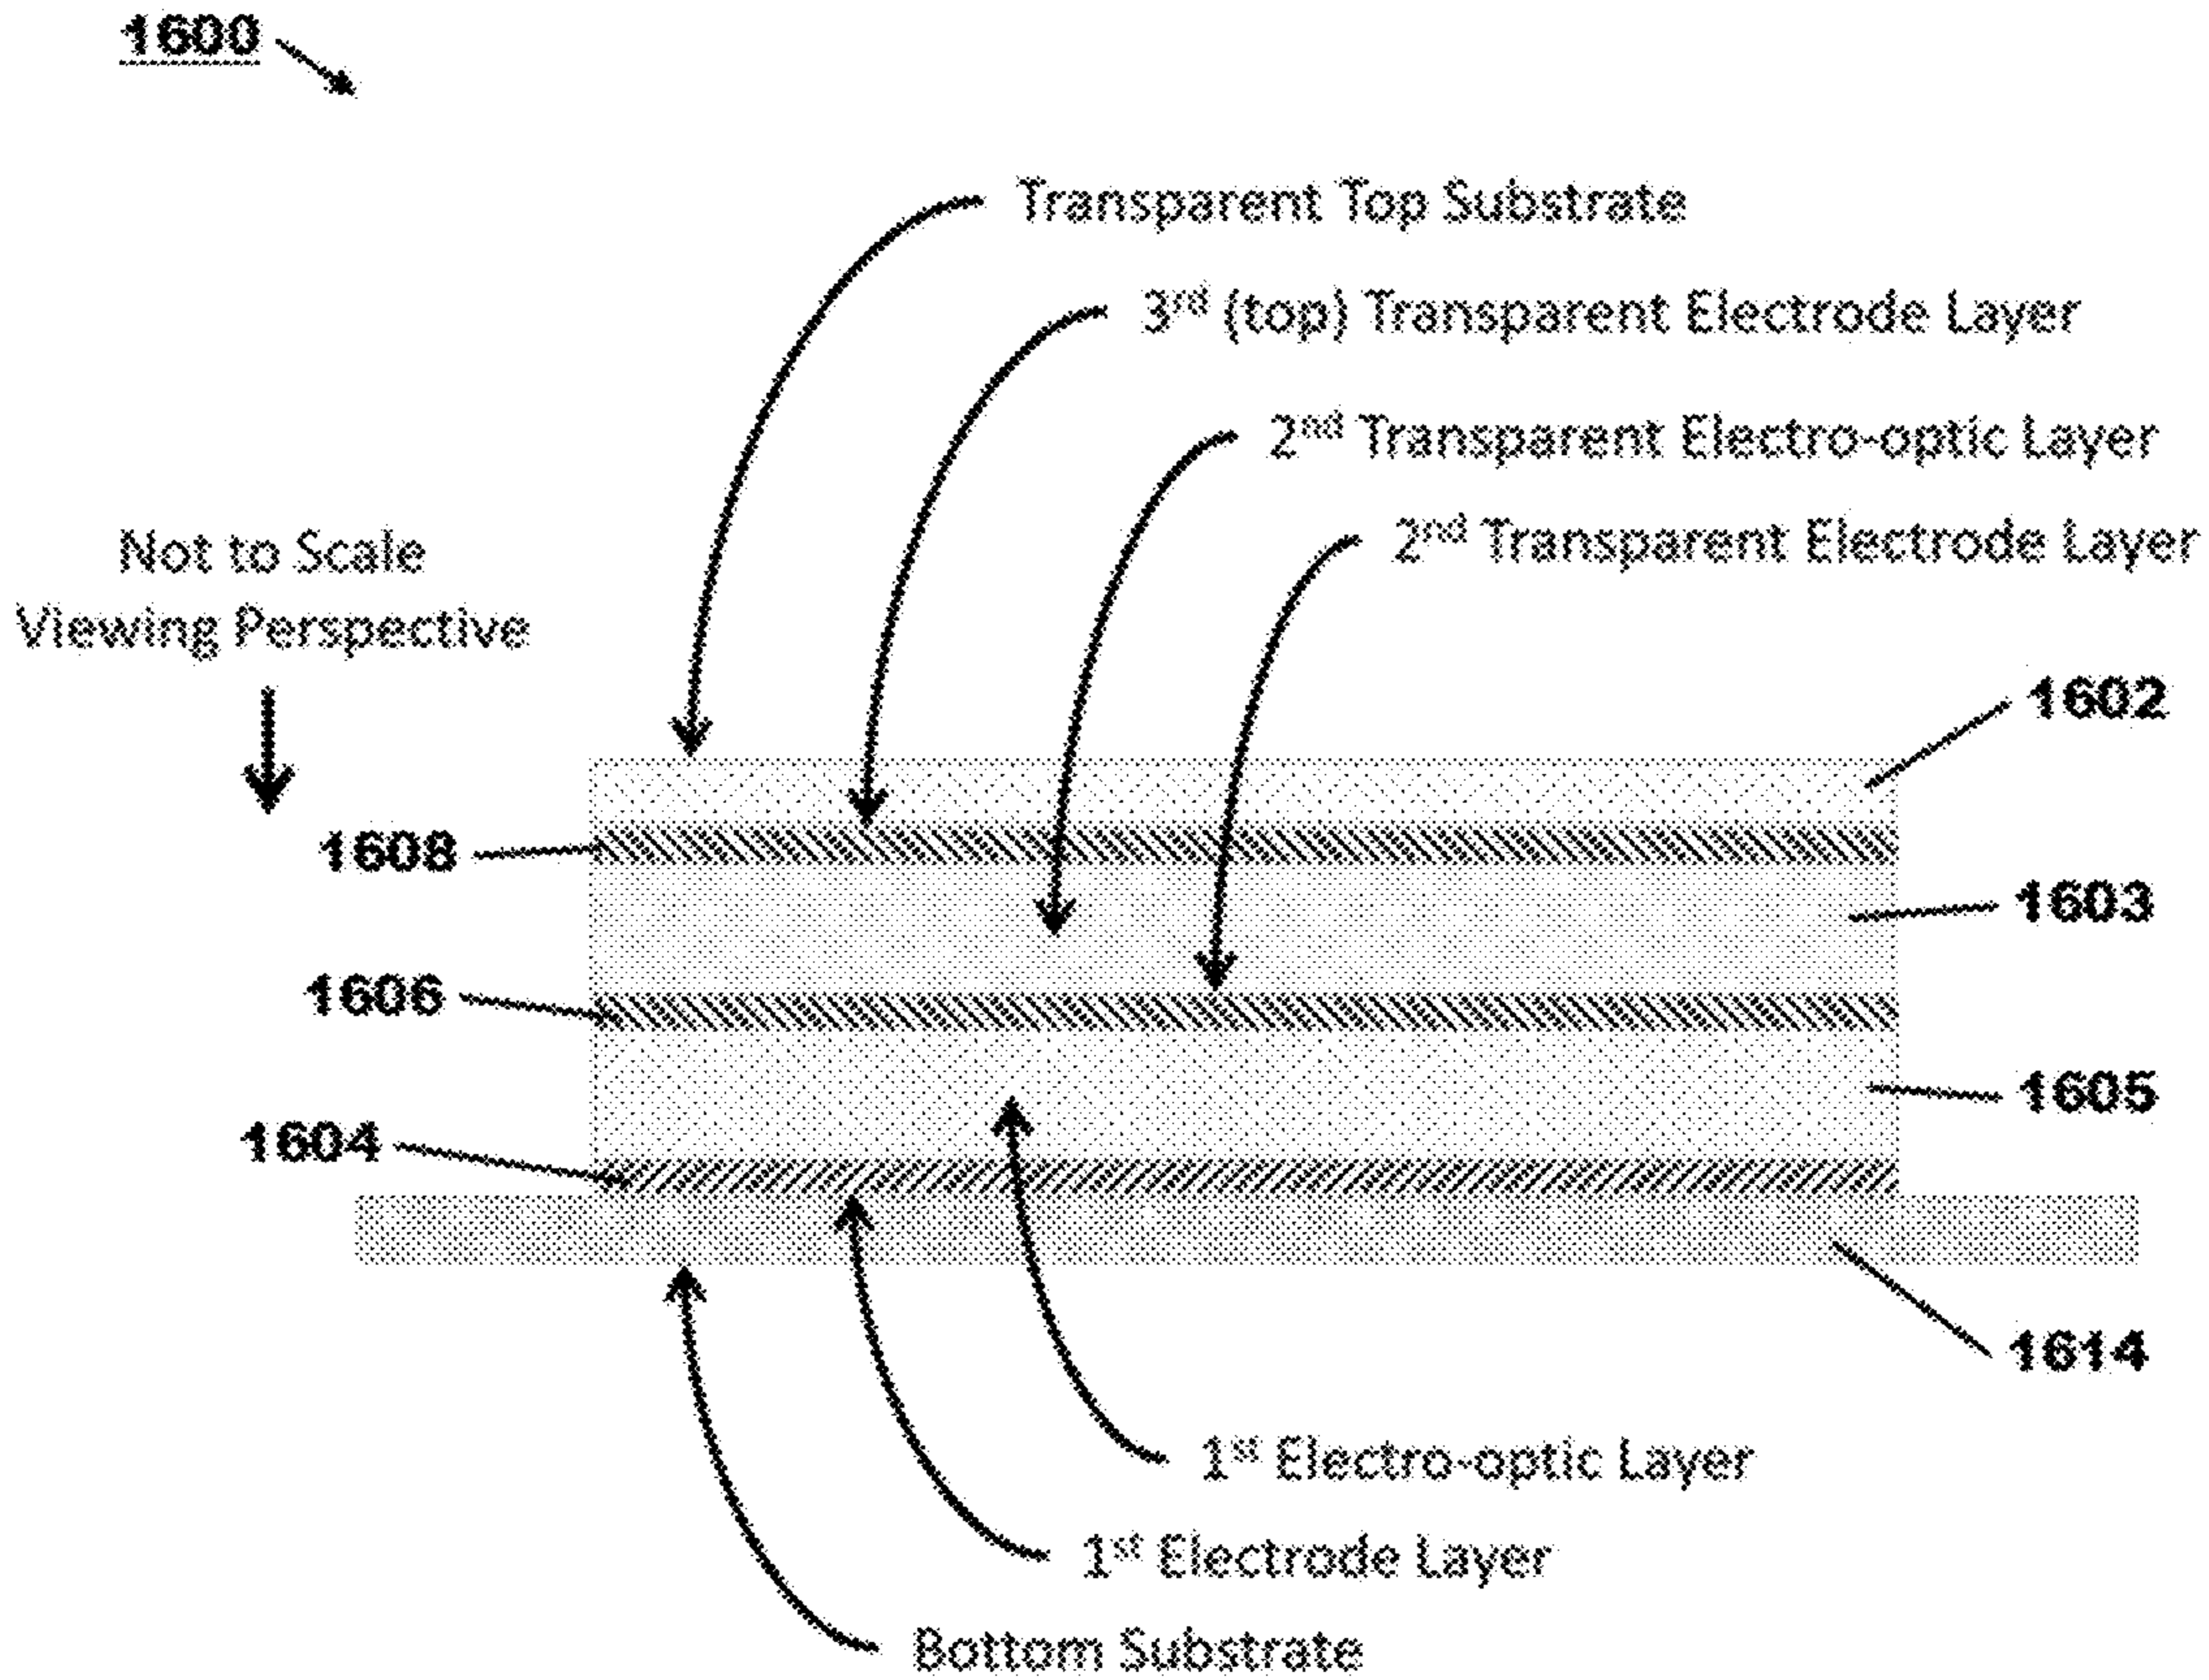 1600
Transparent Top Substrate
3rd (top) Transparent Electrode Layer
2nd Transparent Electro-optic Layer
2nd Transparent Electrode Layer
Not to Scale
Viewing Perspective
1602
1608
1603
1606
1605
1604
1614
1st Electro-optic Layer
1st Electrode Layer
Bottom Substrate